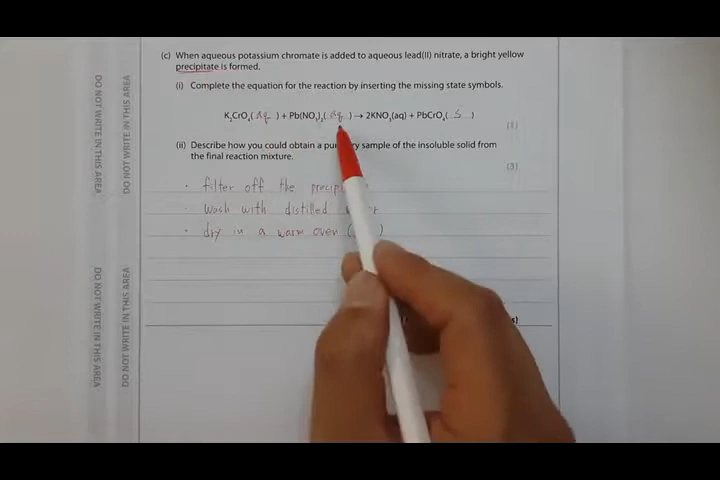 (c) When aqueous potassium chromate is added to aqueous lead(II) nitrate, a bright yellow
precipitate is formed.
(i) Complete the equation for the reaction by inserting the missing state symbols.
K₂CrO₄(aq) + Pb(NO₃)₂(aq) → 2KNO₃(aq) + PbCrO₄(s)
(1)
(ii) Describe how you could obtain a pu dry sample of the insoluble solid from
the final reaction mixture.
(3)
· filter off the
· wash with distilled
· dry in a warm oven (
DO NOT WRITE IN THIS AREA
DO NOT WRITE IN THIS AREA
DO NOT WRITE IN THIS AREA
DO NOT WRITE IN THIS AREA